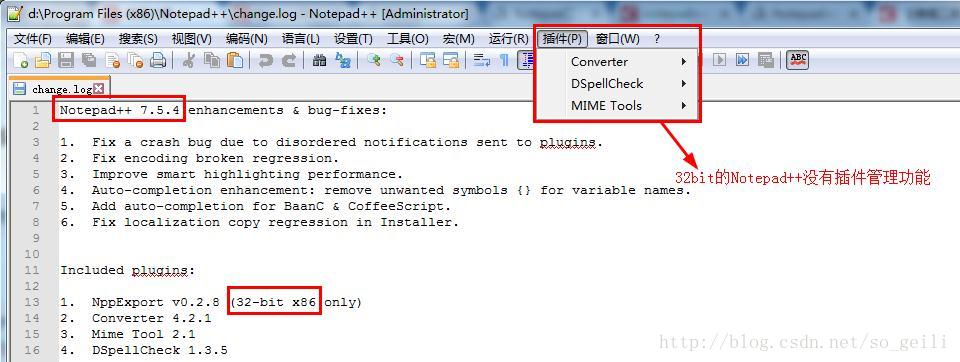 d:\Program Files (x86)\Notepad++\change.log - Notepad++ [Administrator]
文件(F) 编辑(E) 搜索(S) 视图(V) 编码(N) 语言(L) 设置(T) 工具(O) 宏(M) 运行(R) 插件(P) 窗口(W) ?
ABC
Converter
DSpellCheck
MIME Tools
change.log
1 Notepad++ 7.5.4 enhancements & bug-fixes:
2
3 1. Fix a crash bug due to disordered notifications sent to plugins.
4 2. Fix encoding broken regression.
5 3. Improve smart highlighting performance.
6 4. Auto-completion enhancement: remove unwanted symbols {} for variable names.
7 5. Add auto-completion for BaanC & CoffeeScript.
8 6. Fix localization copy regression in Installer.
9
10
11 Included plugins:
12
13 1. NppExport v0.2.8 (32-bit x86 only)
14 2. Converter 4.2.1
15 3. Mime Tool 2.1
16 4. DSpellCheck 1.3.5
32bit的Notepad++没有插件管理功能
http://blog.csdn.net/so_geili